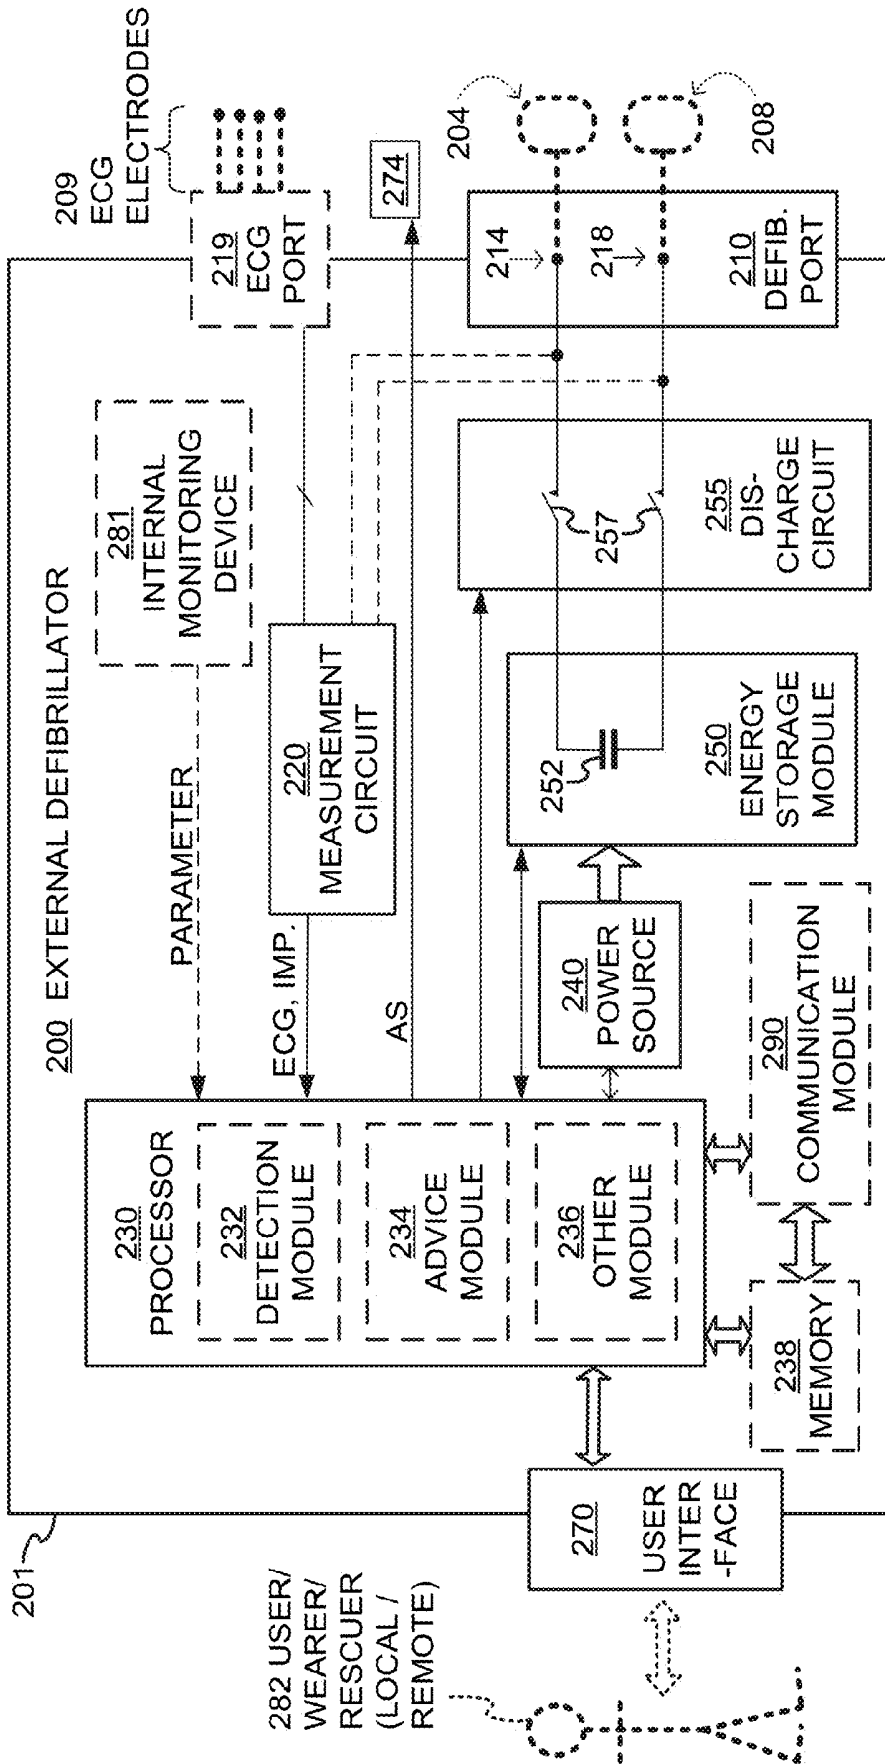 200 EXTERNAL DEFIBRILLATOR
201
209
ECG
ELECTRODES
219
ECG
PORT
281
INTERNAL
MONITORING
DEVICE
PARAMETER
220
MEASUREMENT
CIRCUIT
ECG, IMP.
AS
274
230
PROCESSOR
232
DETECTION
MODULE
234
ADVICE
MODULE
236
OTHER
MODULE
204
208
214
218
210
DEFIB.
PORT
255
DIS-
CHARGE
CIRCUIT
257
252
250
ENERGY
STORAGE
MODULE
240
POWER
SOURCE
290
COMMUNICATION
MODULE
238
MEMORY
270
USER
INTER
-FACE
282 USER/
WEARER/
RESCUER
(LOCAL /
REMOTE)